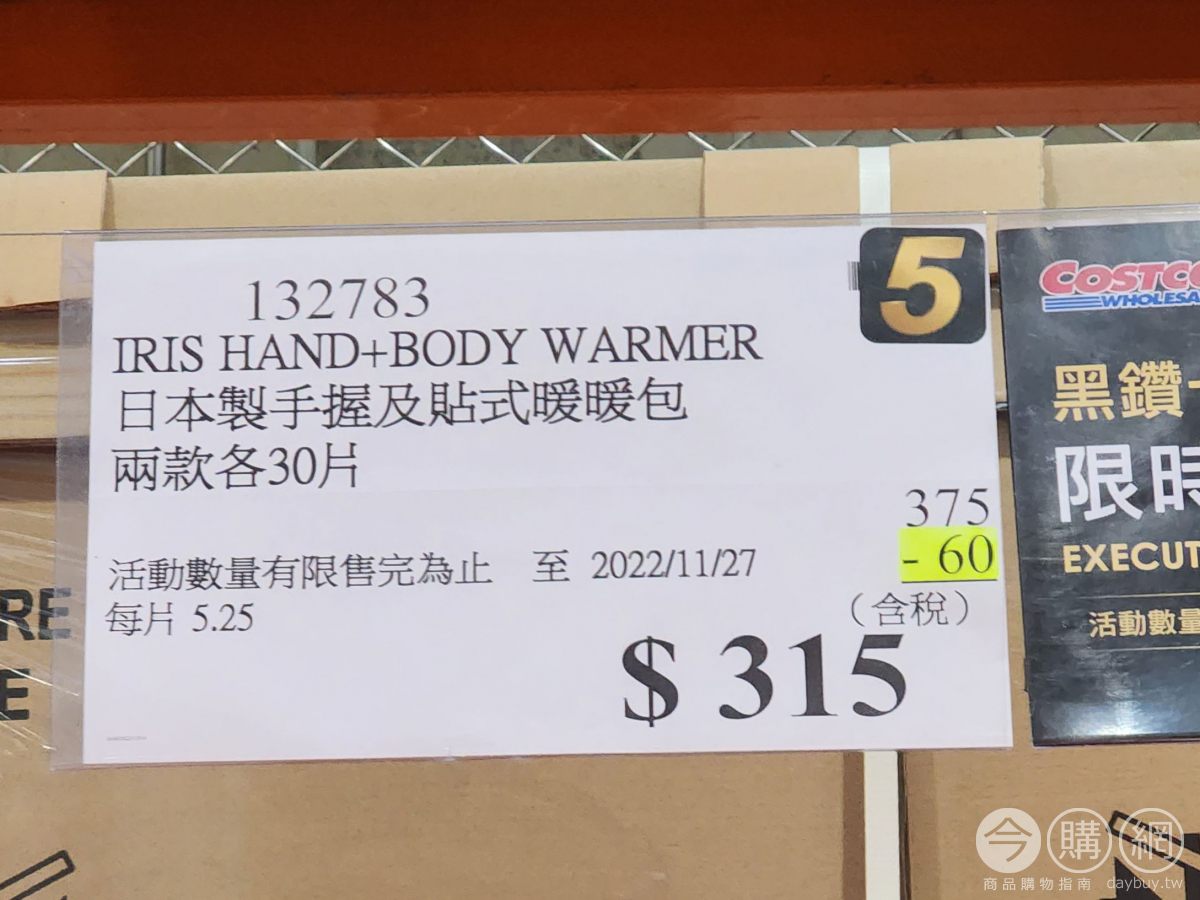 132783
5
IRIS HAND+BODY WARMER
日本製手握及貼式暖暖包
兩款各30片
375
- 60
活動數量有限售完為止 至 2022/11/27
每片 5.25
(含稅)
$ 315
COSTCO
WHOLESA
黑鑽
限時
EXECUT
活動數量
RE
E
今購網
商品購物指南 daybuy.tw